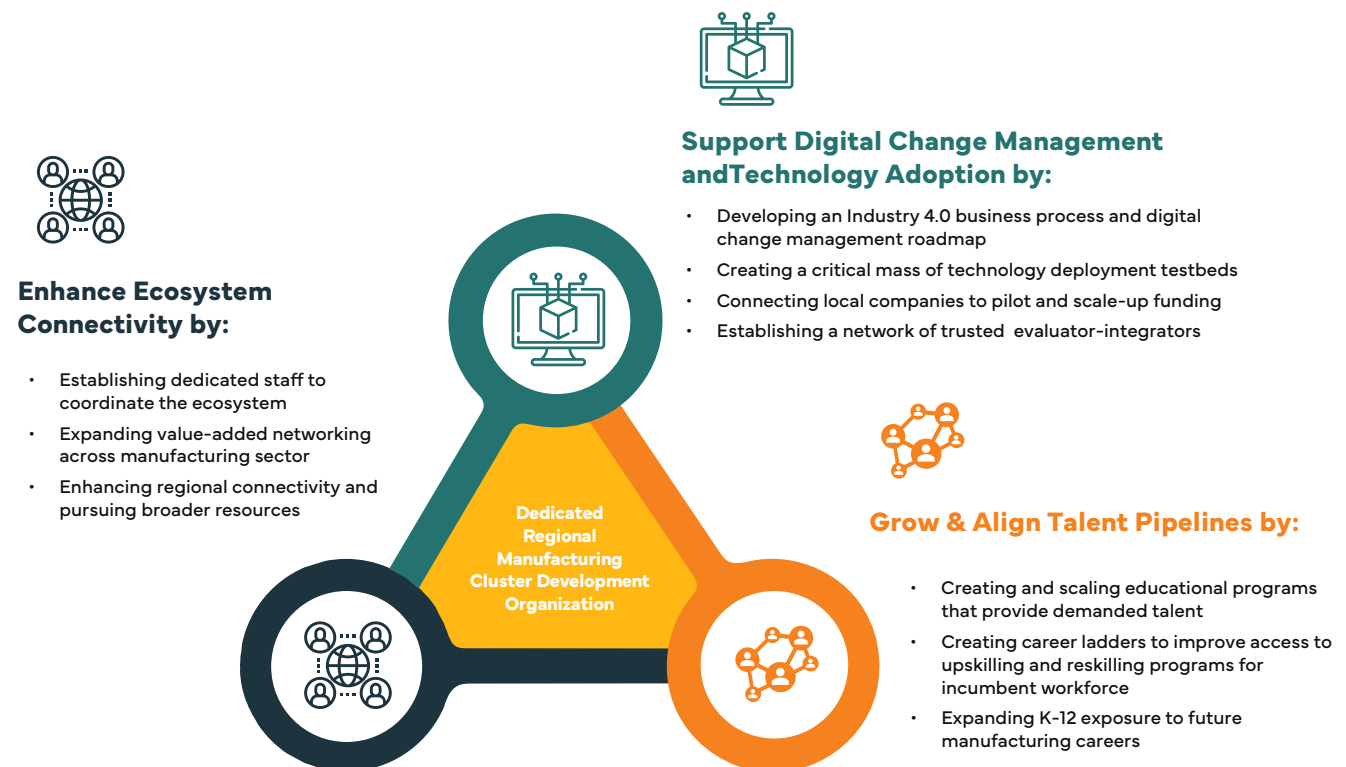 Support Digital Change Management
andTechnology Adoption by:
• Developing an Industry 4.0 business process and digital
change management roadmap
• Creating a critical mass of technology deployment testbeds
• Connecting local companies to pilot and scale-up funding
• Establishing a network of trusted  evaluator-integrators
Enhance Ecosystem
Connectivity by:
• Establishing dedicated staff to
coordinate the ecosystem
• Expanding value-added networking
across manufacturing sector
• Enhancing regional connectivity and
pursuing broader resources
Dedicated
Regional
Manufacturing
Cluster Development
Organization
Grow & Align Talent Pipelines by:
• Creating and scaling educational programs
that provide demanded talent
• Creating career ladders to improve access to
upskilling and reskilling programs for
incumbent workforce
• Expanding K-12 exposure to future
manufacturing careers